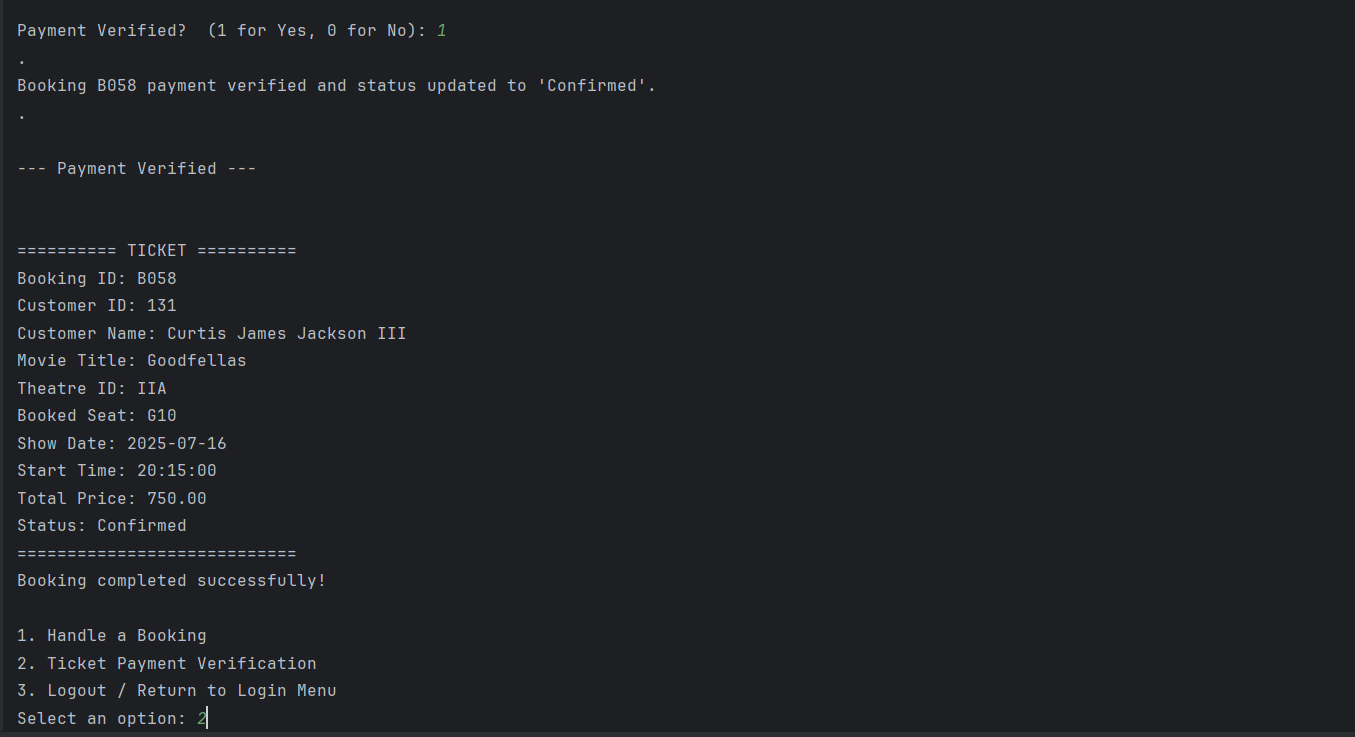 Payment Verified?  (1 for Yes, 0 for No): 1
.
Booking B058 payment verified and status updated to 'Confirmed'.
.
--- Payment Verified ---
========== TICKET ==========
Booking ID: B058
Customer ID: 131
Customer Name: Curtis James Jackson III
Movie Title: Goodfellas
Theatre ID: IIA
Booked Seat: G10
Show Date: 2025-07-16
Start Time: 20:15:00
Total Price: 750.00
Status: Confirmed
============================
Booking completed successfully!
1. Handle a Booking
2. Ticket Payment Verification
3. Logout / Return to Login Menu
Select an option: 2